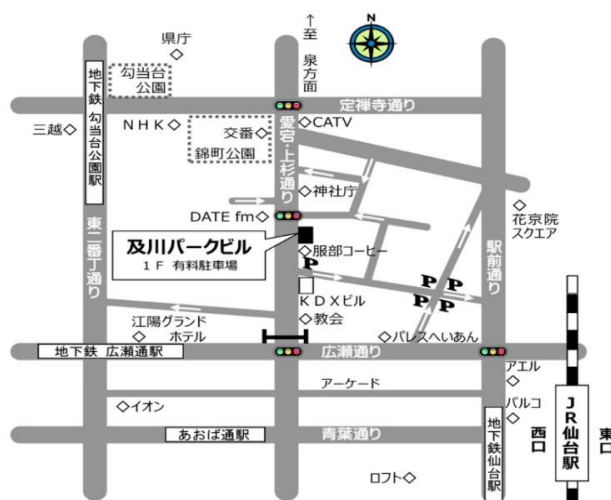 ↑至 泉方面
N
県庁
地下鉄 勾当台公園駅
勾当台
公園
定禅寺通り
三越
NHK
交番
錦町公園
CATV
愛宕・上杉通り
神社庁
DATE fm
花京院
スクエア
及川パークビル
1F 有料駐車場
服部コーヒー
P
東二番丁通り
駅前通り
P P
P P
KDXビル
教会
江陽グランド
ホテル
パレスへいあん
地下鉄 広瀬通駅
広瀬通り
アエル
アーケード
パルコ
イオン
西口
JR仙台駅
東口
あおば通駅
青葉通り
地下鉄仙台駅
ロフト